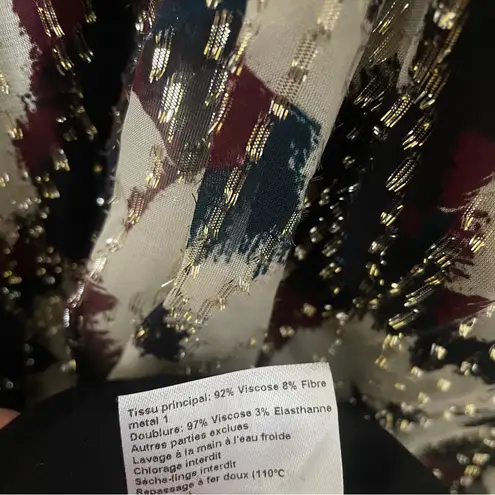 Tissu principal: 92% Viscose 8% Fibre
métal 1
Doublure: 97% Viscose 3% Elasthanne
Autres parties exclues
Lavage à la main à l'eau froide
Chlorage interdit
Sèche-linge interdit
Repassage à fer doux (110°C